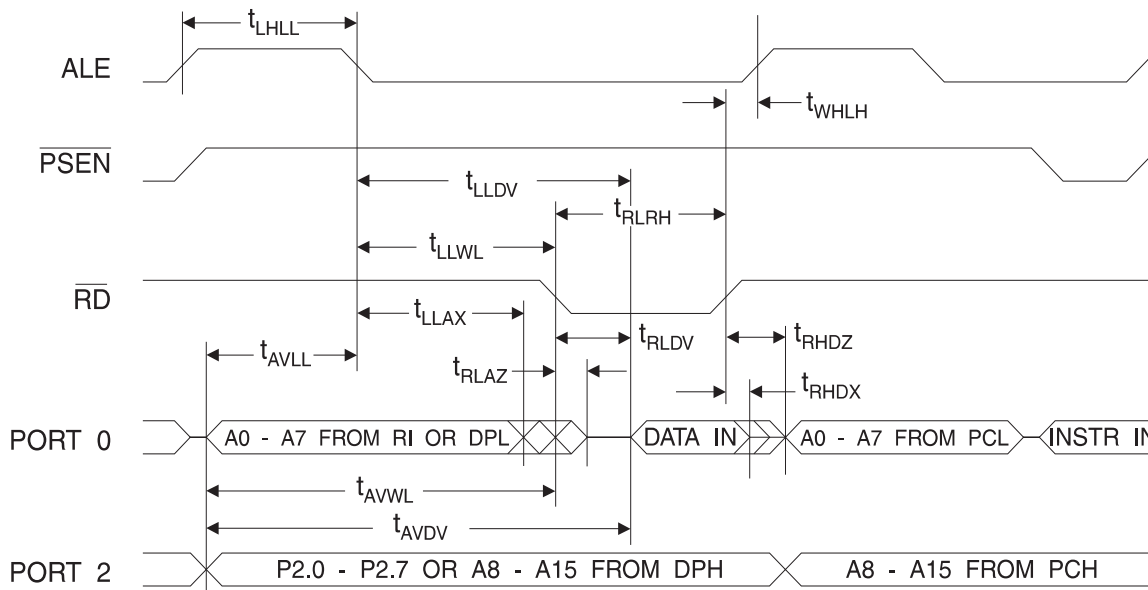 tLHLL
ALE
tWHLH
PSEN
tLLDV
tRLRH
tLLWL
RD
tLLAX
tRLDV
tRHDZ
tAVLL
tRLAZ
tRHDX
PORT 0
A0 - A7 FROM RI OR DPL
DATA IN
A0 - A7 FROM PCL
INSTR IN
tAVWL
tAVDV
PORT 2
P2.0 - P2.7 OR A8 - A15 FROM DPH
A8 - A15 FROM PCH